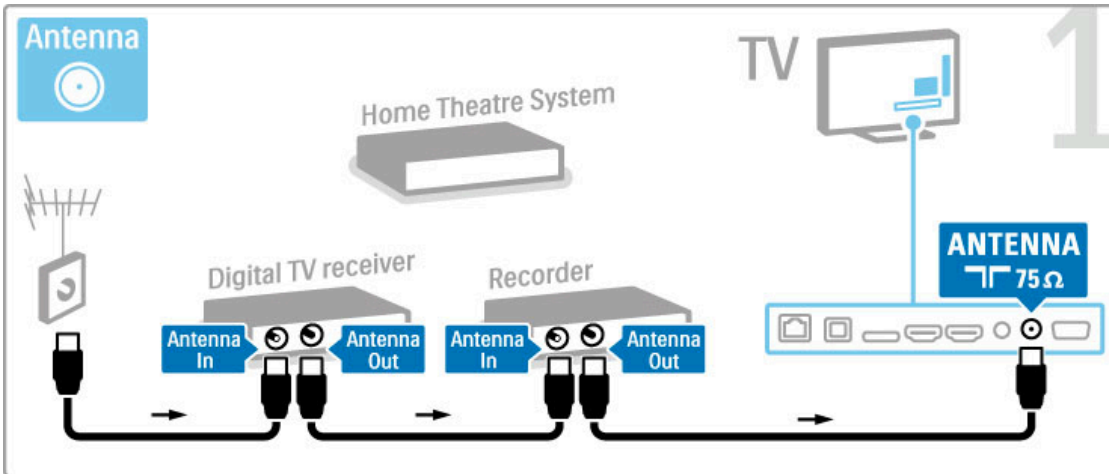 Antenna
TV
1
Home Theatre System
Digital TV receiver
Recorder
ANTENNA
75 Ω
Antenna
In
Antenna
Out
Antenna
In
Antenna
Out